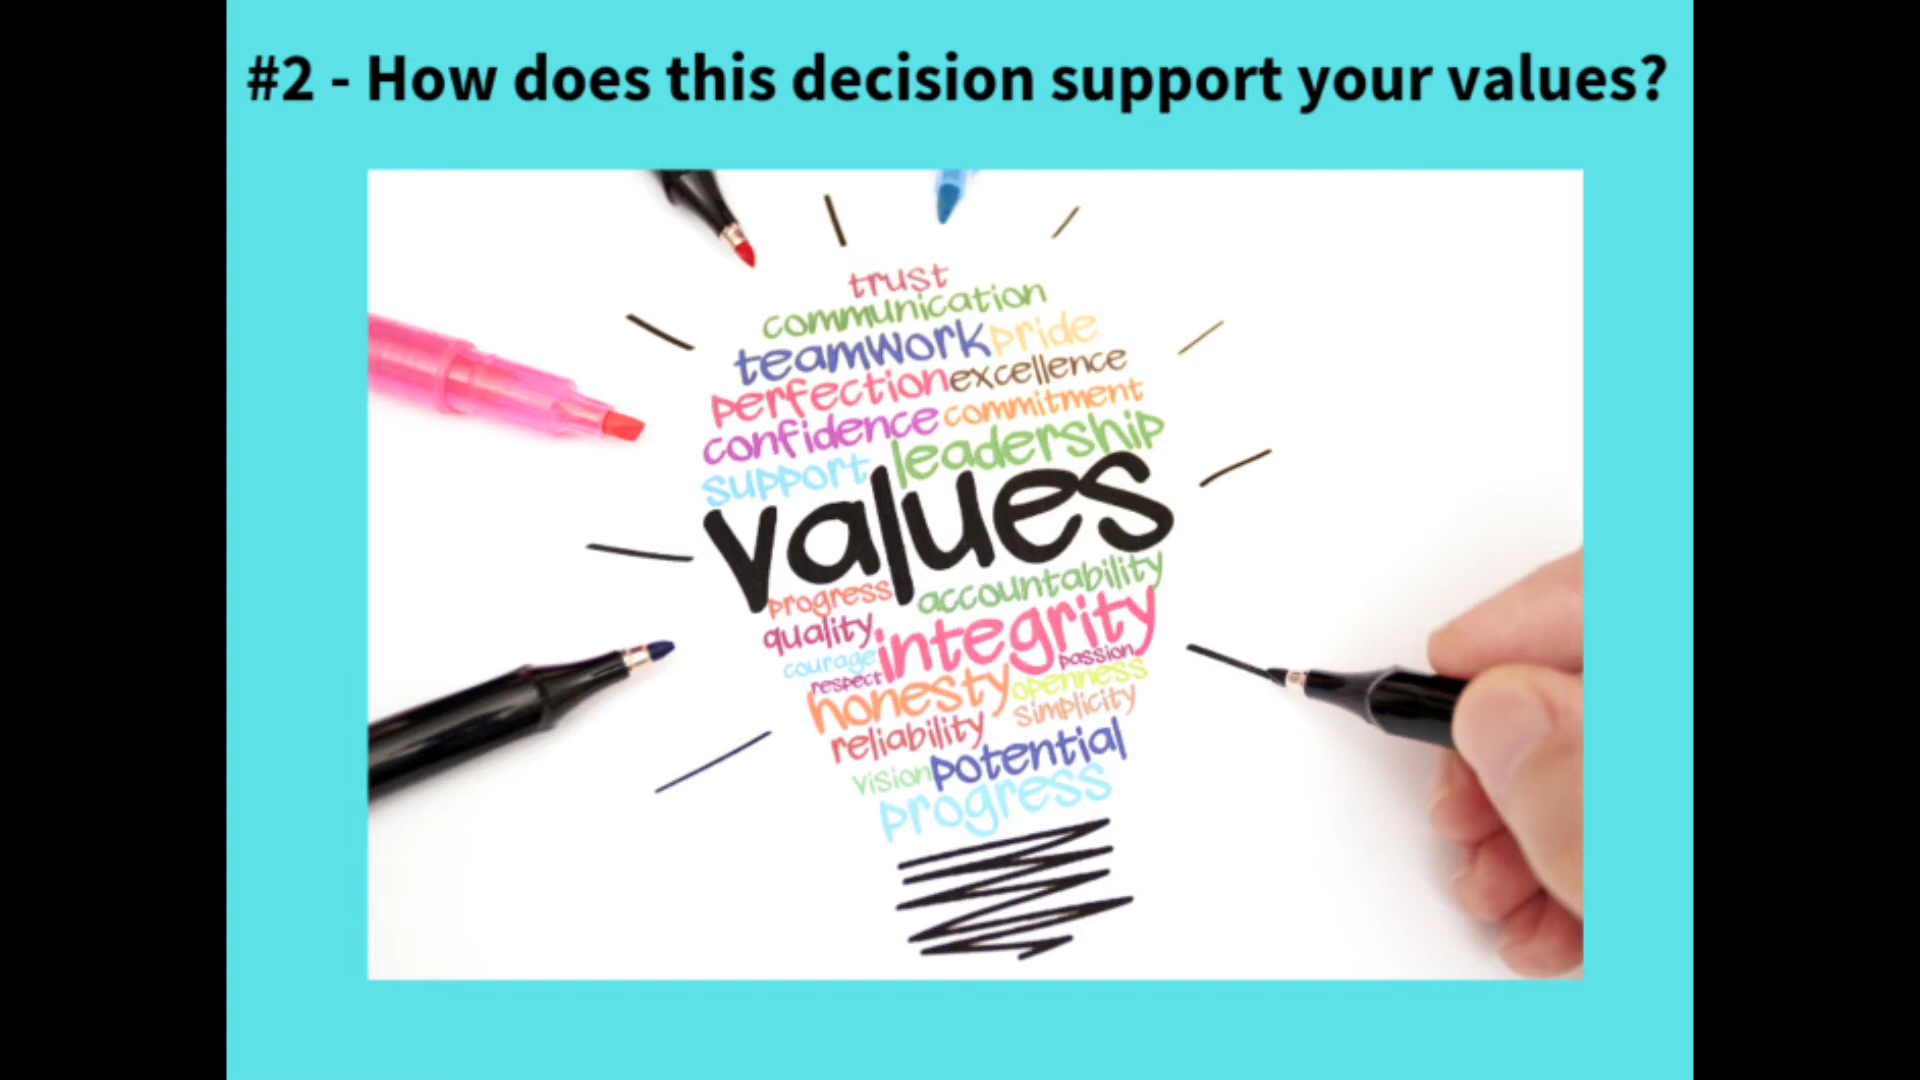 #2 - How does this decision support your values?
trust
communication
teamwork pride
perfection excellence
confidence commitment
support leadership
values
progress accountability
quality integrity
courage passion
respect openness
honesty simplicity
reliability
vision potential
progress